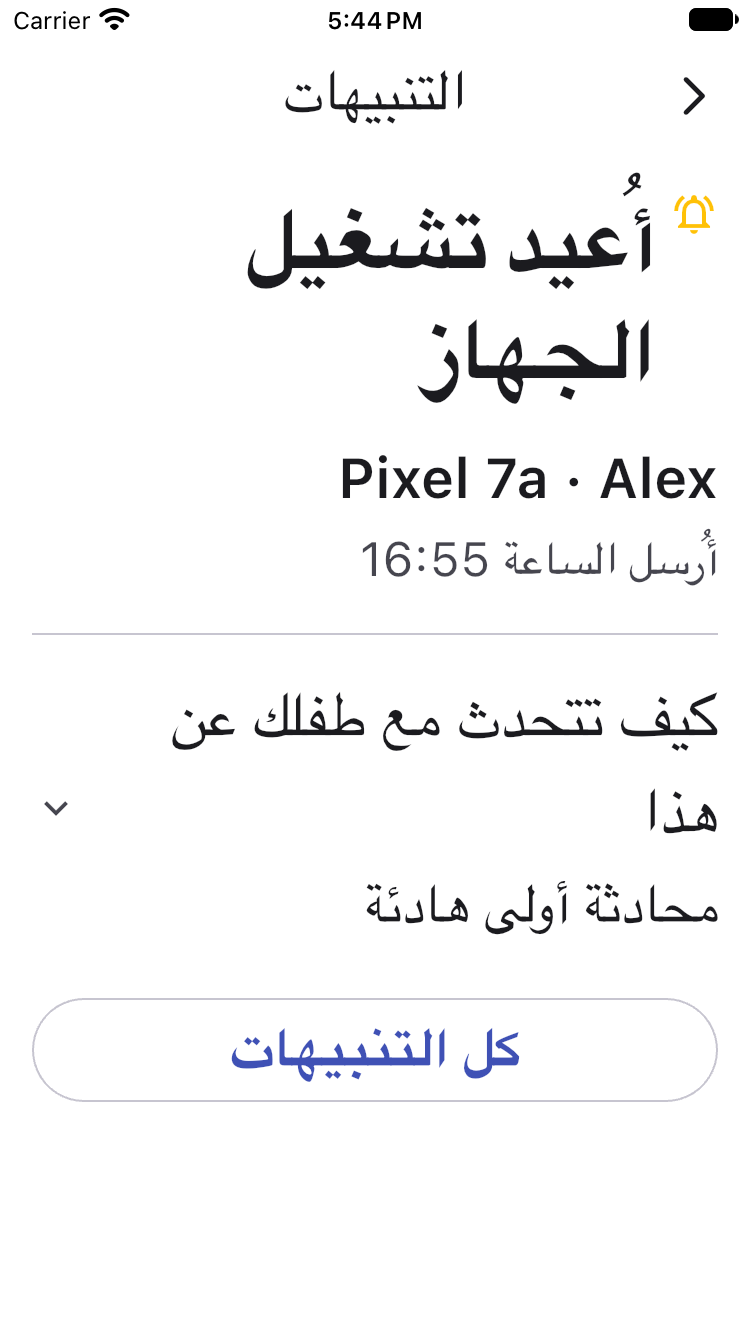 Carrier 5:44 PM
التنبيهات
أُعيد تشغيل
الجهاز
Pixel 7a · Alex
أُرسل الساعة 16:55
كيف تتحدث مع طفلك عن
هذا
محادثة أولى هادئة
كل التنبيهات